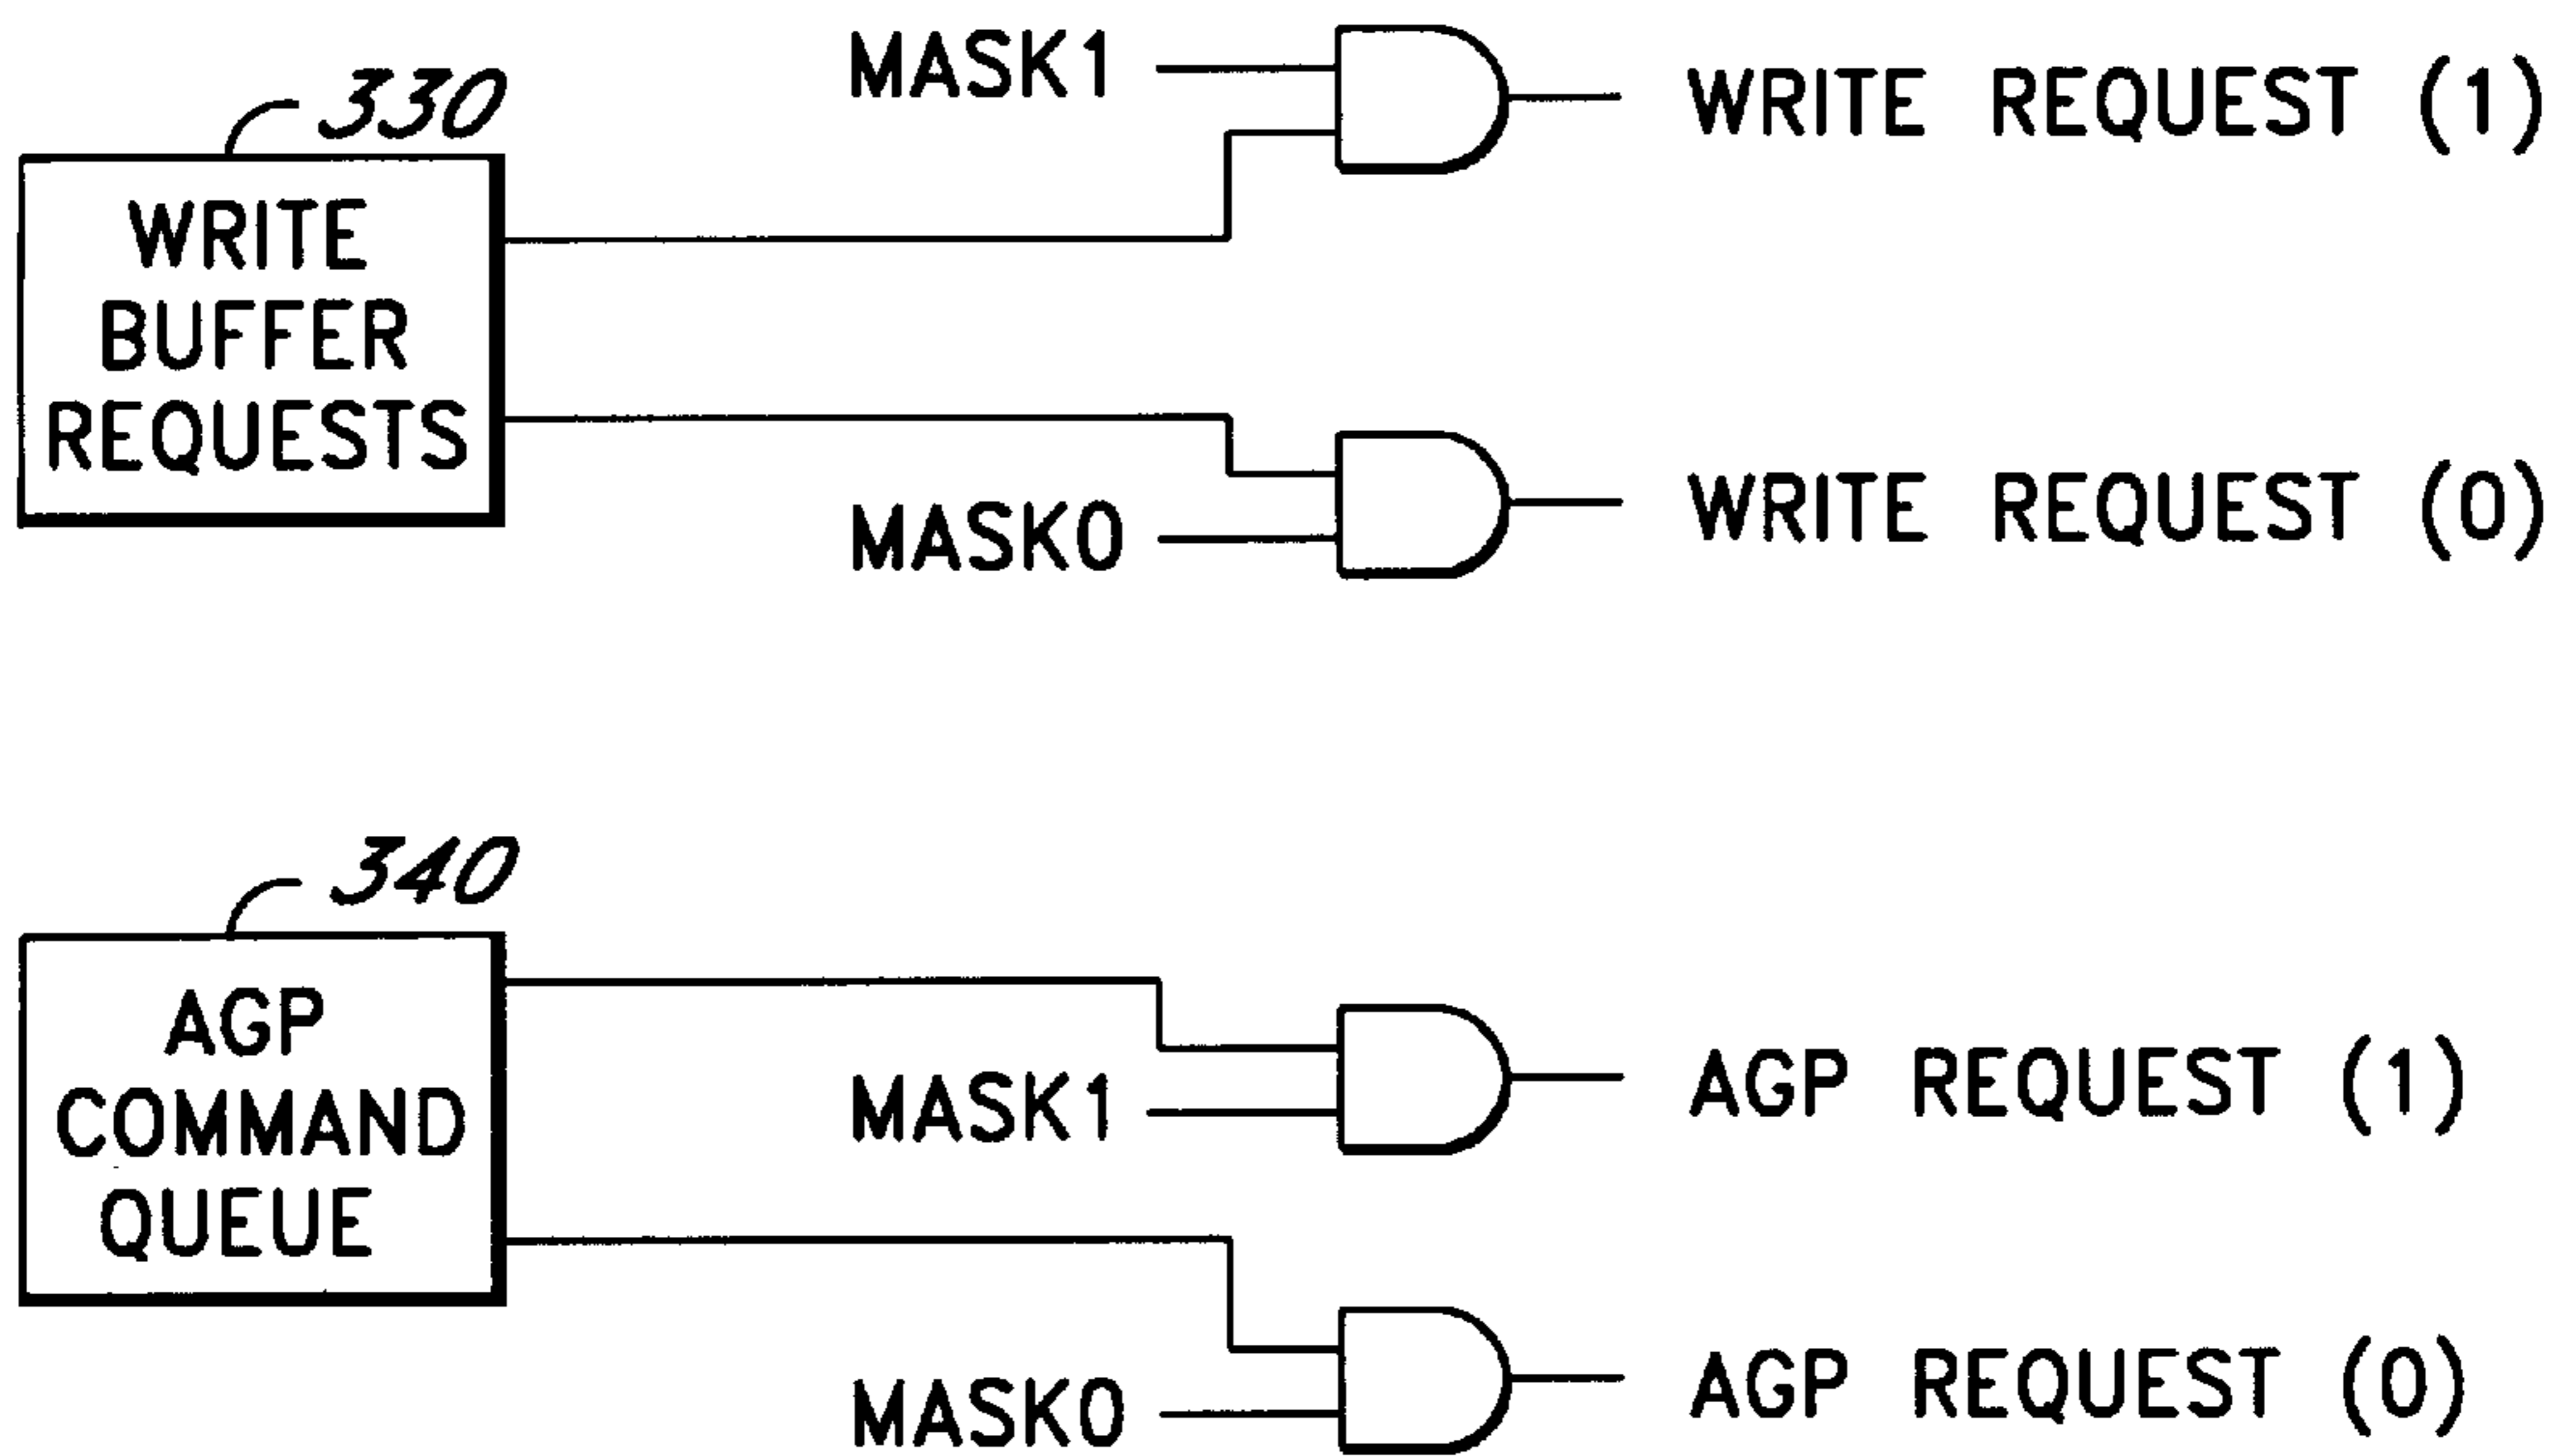 MASK1
WRITE REQUEST (1)
330
WRITE
BUFFER
REQUESTS
MASK0
WRITE REQUEST (0)
340
AGP
COMMAND
QUEUE
MASK1
AGP REQUEST (1)
MASK0
AGP REQUEST (0)